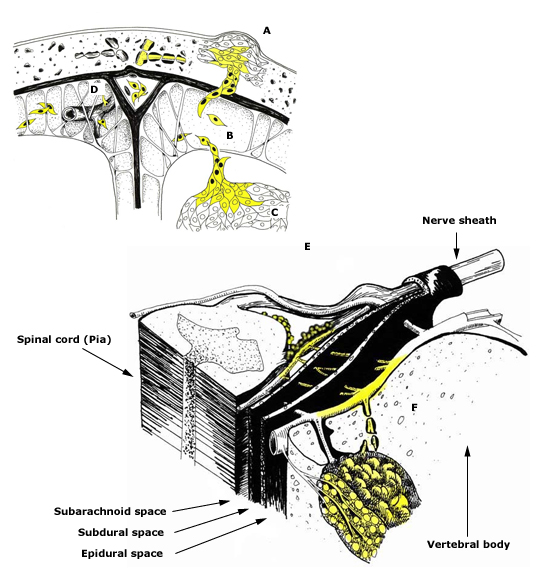 A
D
B
C
Nerve sheath
E
Spinal cord (Pia)
F
Subarachnoid space
Subdural space
Epidural space
Vertebral body